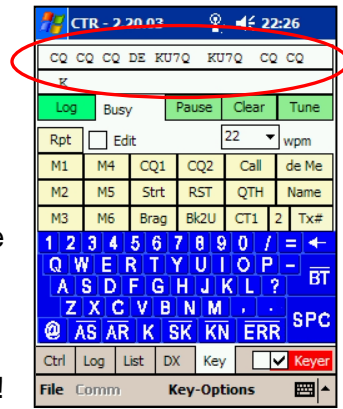 CTR - 2.20.03 22:26
CQ CQ CQ DE KU7Q KU7Q CQ CQ
K
Log Busy Pause Clear Tune
Rpt Edit 22 wpm
M1 M4 CQ1 CQ2 Call de Me
M2 M5 Strt RST QTH Name
e
M3 M6 Brag Bk2U CT1 2 Tx#
1 2 3 4 5 6 7 8 9 0 / = ←
Q W E R T Y U I O P - BT
A S D F G H J K L ?
Z X C V B N M , . SPC
@ AS AR K SK KN ERR
Ctrl Log List DX Key Keyer
!
File Comm Key-Options